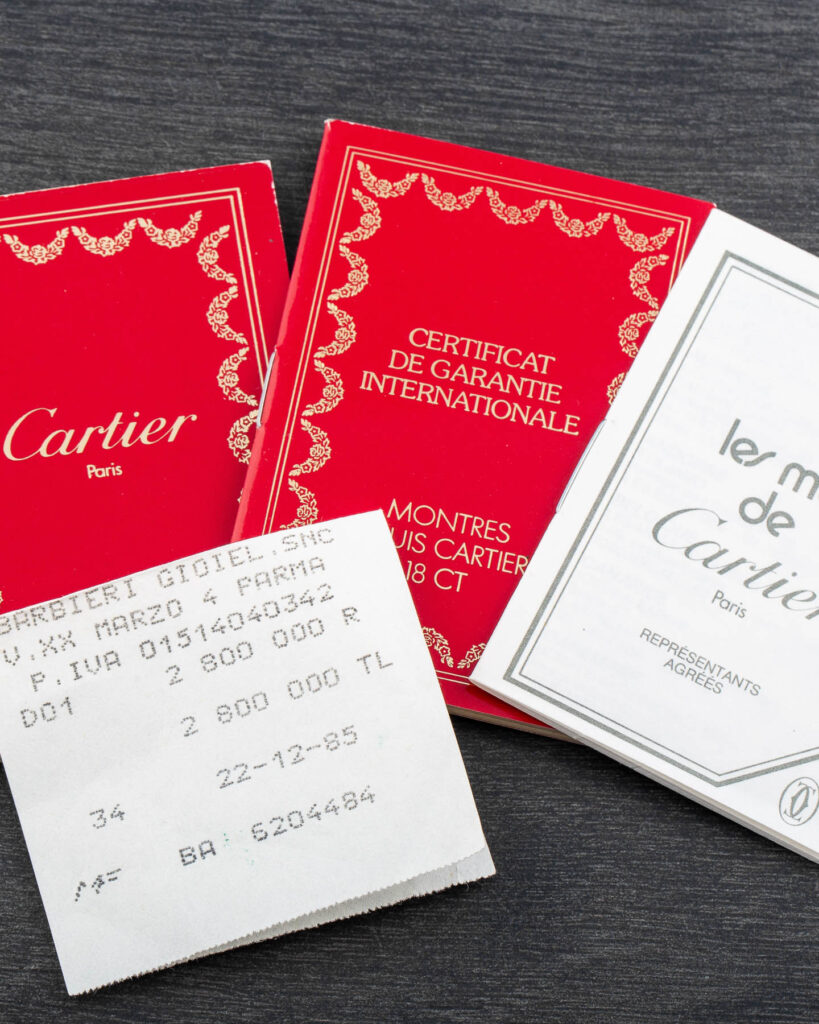 Cartier
Paris
CERTIFICAT
DE GARANTIE
INTERNATIONALE
MONTRES
UIS CARTIER
18 CT
les m
de
Cartier
Paris
REPRÉSENTANTS
AGRÉÉS
BARBIERI GIOIEL.SNC
V.XX MARZO 4 FARMA
P.IVA 01514040342
D01 2 800 000 R
2 800 000 TL
22-12-85
34
BA 6204484